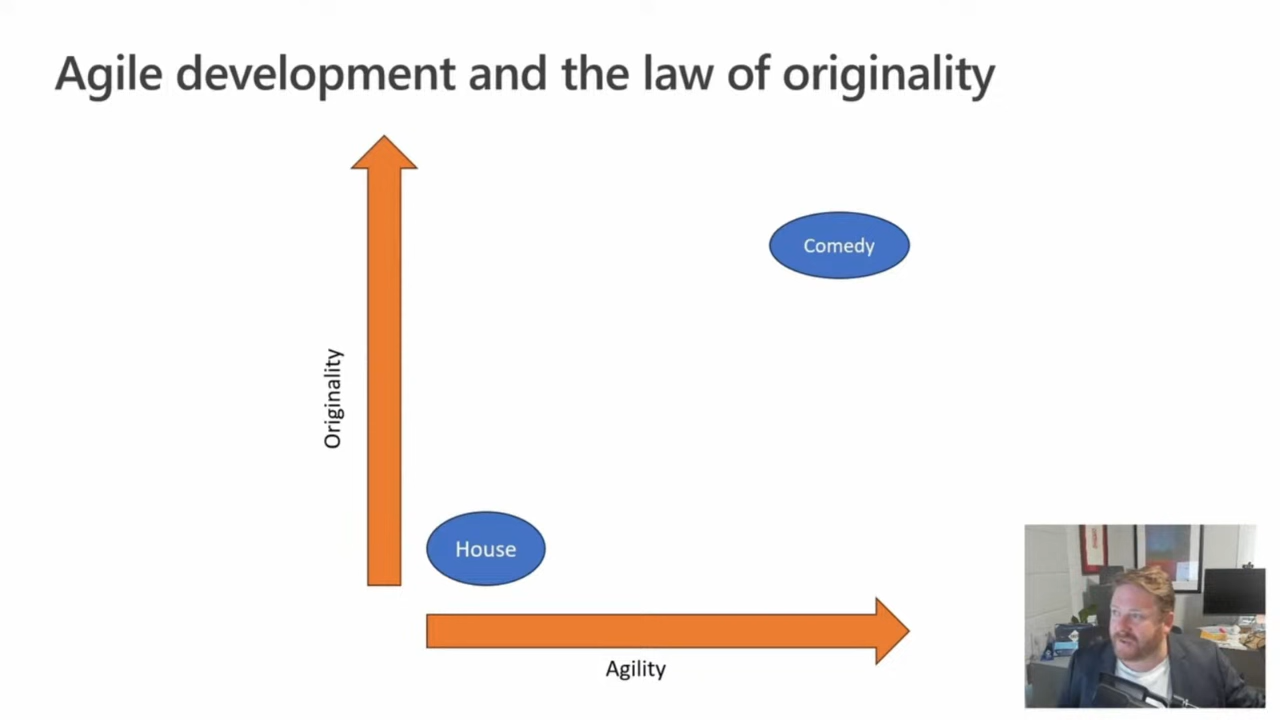 Agile development and the law of originality
Comedy
Originality
House
Agility